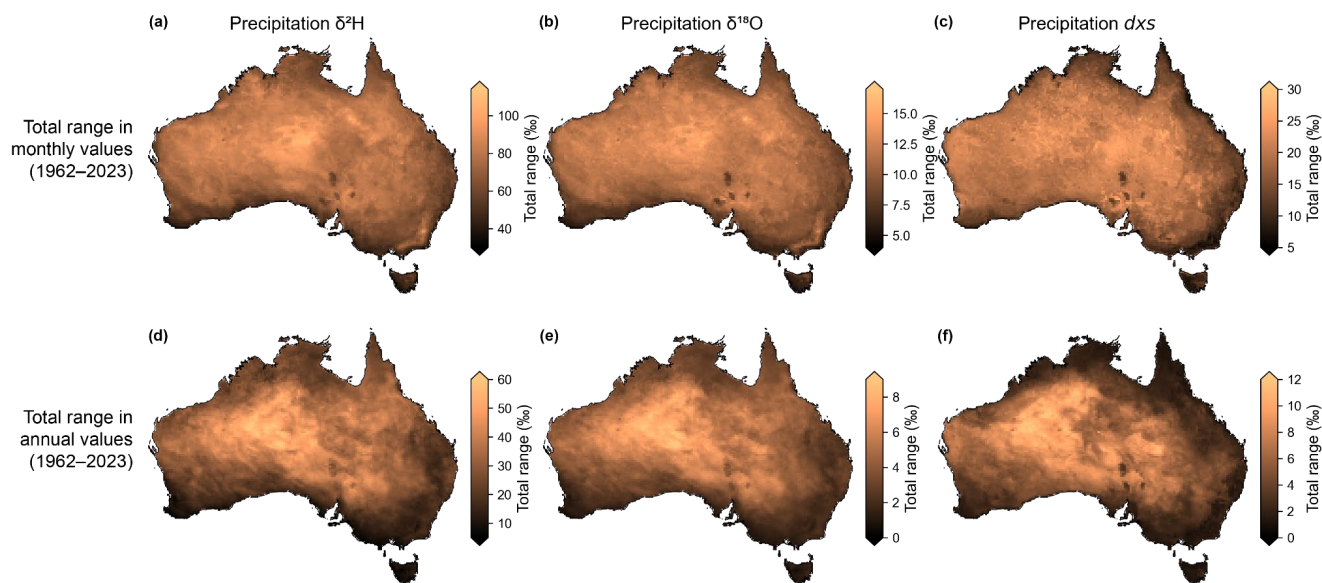 (a) Precipitation δ²H
(b) Precipitation δ¹⁸O
(c) Precipitation dxs
Total range in
monthly values
(1962–2023)
100
80
60
40
Total range (‰)
15.0
12.5
10.0
7.5
5.0
Total range (‰)
30
25
20
15
10
5
Total range (‰)
(d)
(e)
(f)
Total range in
annual values
(1962–2023)
60
50
40
30
20
10
Total range (‰)
8
6
4
2
0
Total range (‰)
12
10
8
6
4
2
0
Total range (‰)